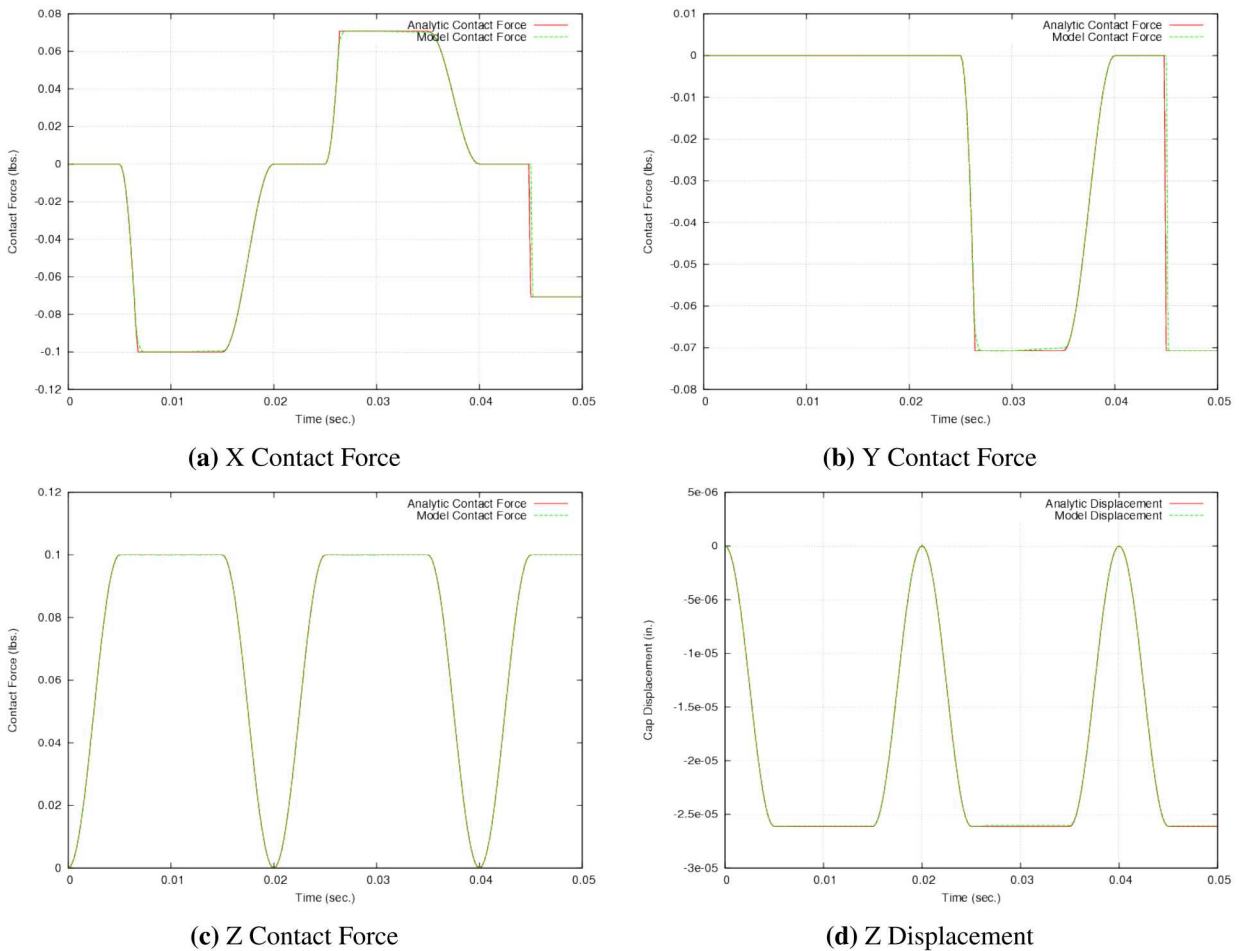 0.08
0.06
0.04
0.02
0
-0.02
-0.04
-0.06
-0.08
-0.1
-0.12
Contact Force (lbs.)
Analytic Contact Force
Model Contact Force
0 0.01 0.02 0.03 0.04 0.05
Time (sec.)
(a) X Contact Force
0.01
0
-0.01
-0.02
-0.03
-0.04
-0.05
-0.06
-0.07
-0.08
Contact Force (lbs.)
Analytic Contact Force
Model Contact Force
0 0.01 0.02 0.03 0.04 0.05
Time (sec.)
(b) Y Contact Force
0.12
0.1
0.08
0.06
0.04
0.02
0
Contact Force (lbs.)
Analytic Contact Force
Model Contact Force
0 0.01 0.02 0.03 0.04 0.05
Time (sec.)
(c) Z Contact Force
5e-06
0
-5e-06
-1e-05
-1.5e-05
-2e-05
-2.5e-05
-3e-05
Cap Displacement (in.)
Analytic Displacement
Model Displacement
0 0.01 0.02 0.03 0.04 0.05
Time (sec.)
(d) Z Displacement